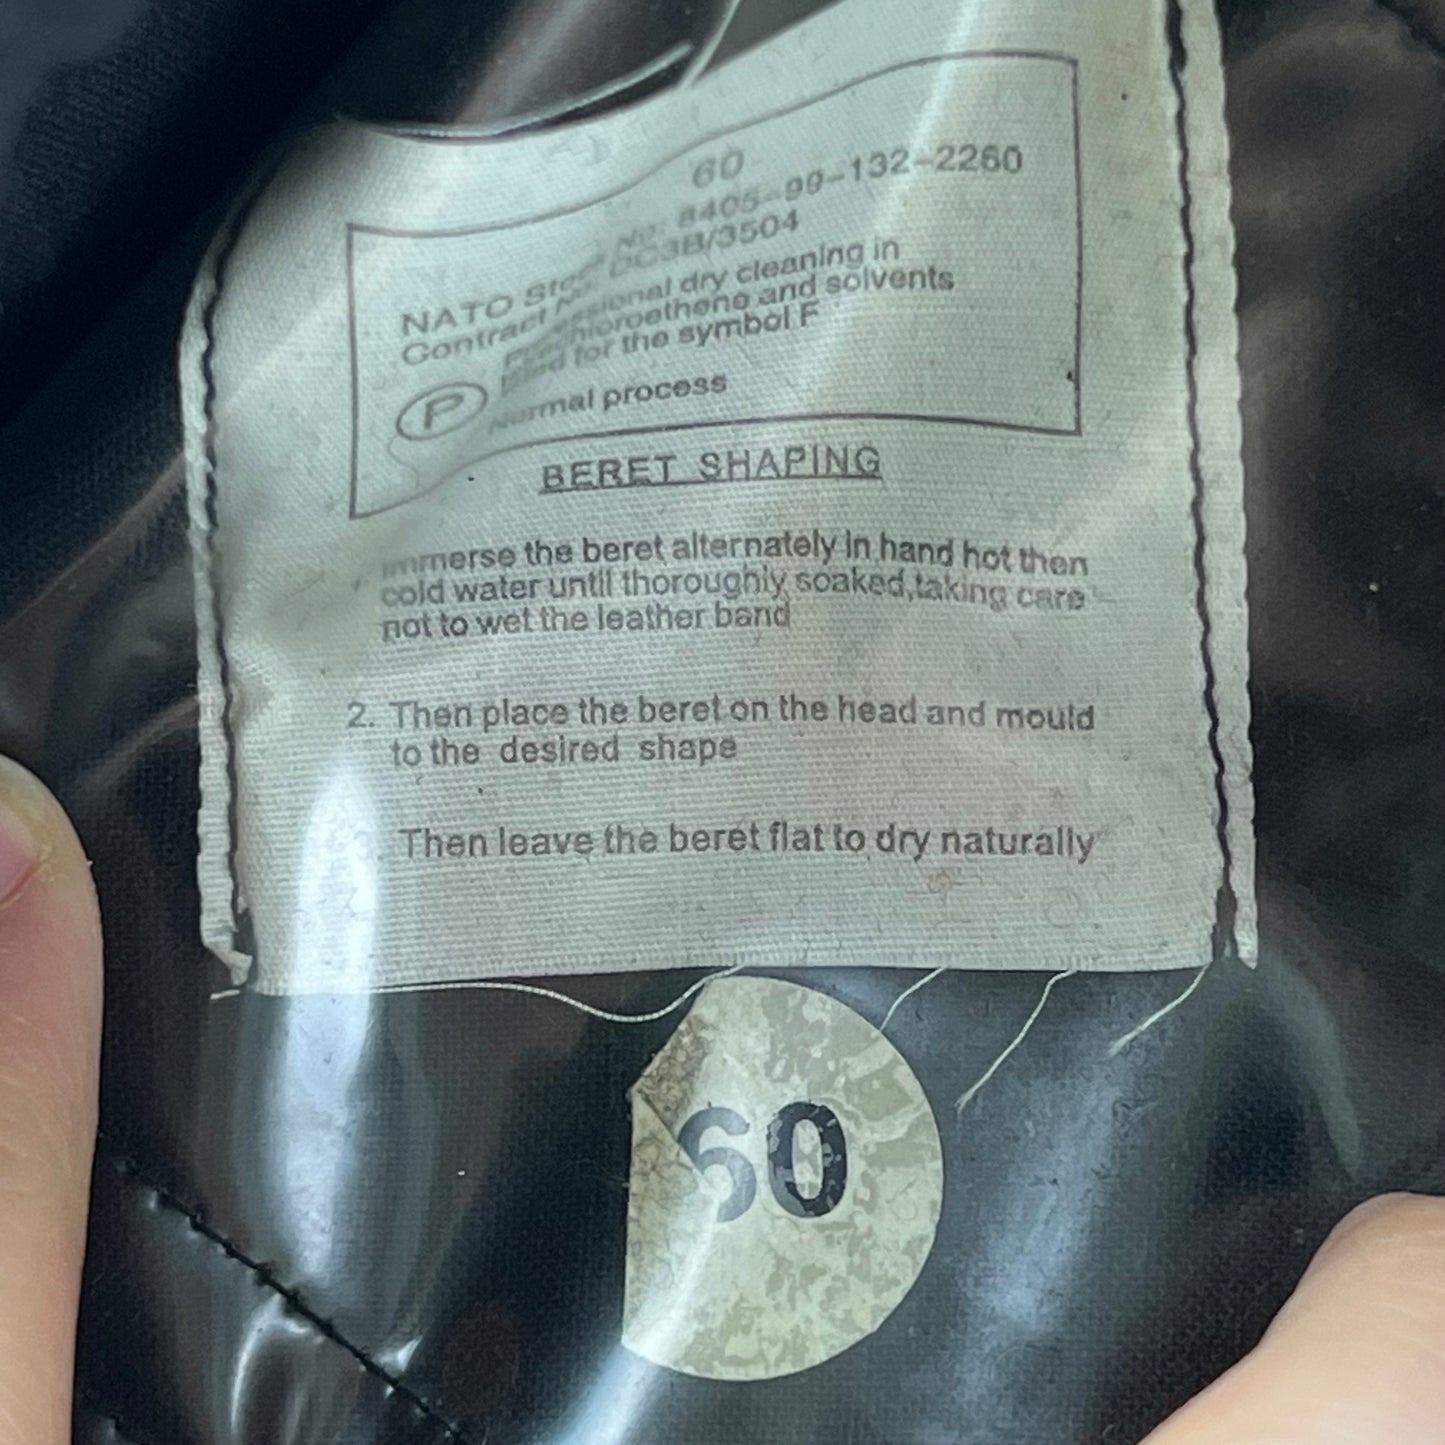 60
NATO Stock No: 8405-99-132-2260
Contract No: DC3B/3504
Professional dry cleaning in
chloroethene and solvents
listed for the symbol F
P Normal process
BERET SHAPING
immerse the beret alternately in hand hot then
cold water until thoroughly soaked,taking care
not to wet the leather band
2. Then place the beret on the head and mould
to the desired shape
3. Then leave the beret flat to dry naturally
60